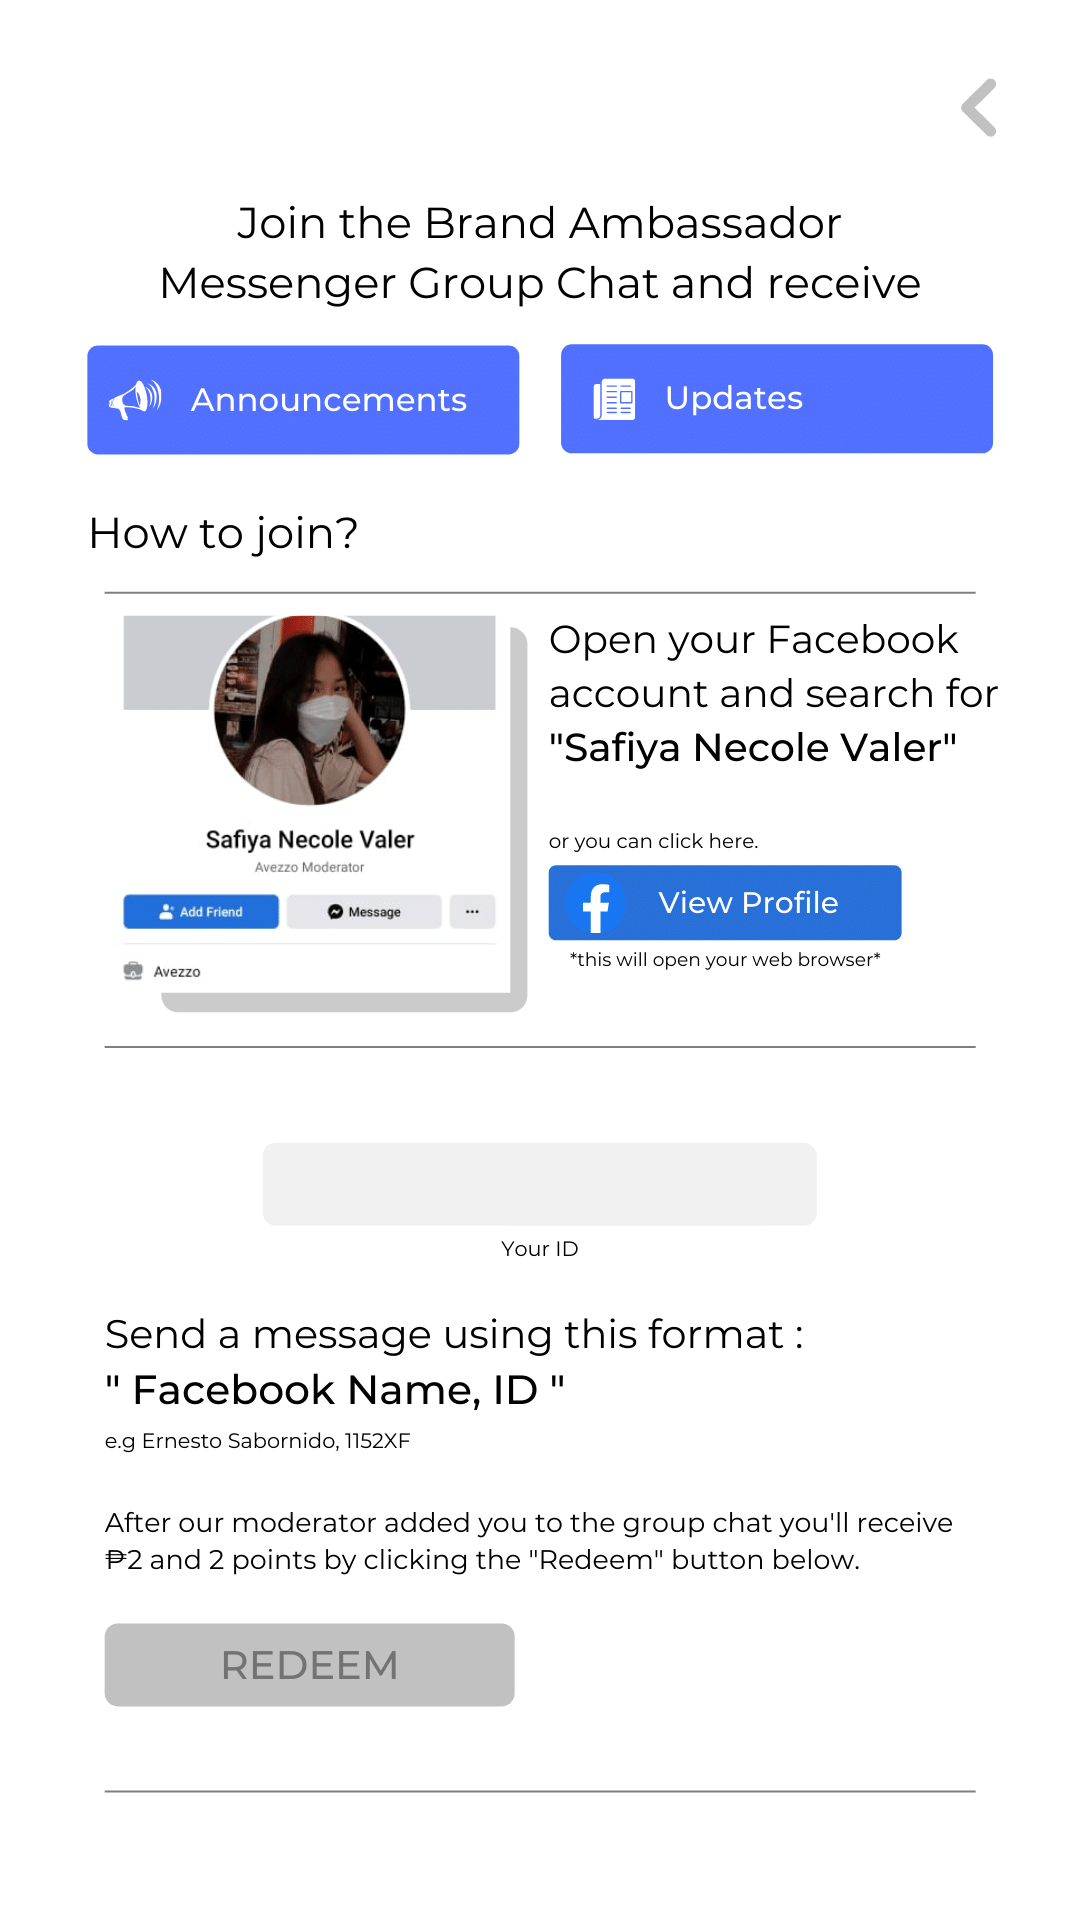 Join the Brand Ambassador
Messenger Group Chat and receive
Announcements
Updates
How to join?
Safiya Necole Valer
Avezzo Moderator
Add Friend
Message
Avezzo
Open your Facebook
account and search for
"Safiya Necole Valer"
or you can click here.
View Profile
*this will open your web browser*
Your ID
Send a message using this format :
" Facebook Name, ID "
e.g Ernesto Sabornido, 1152XF
After our moderator added you to the group chat you'll receive
₱2 and 2 points by clicking the "Redeem" button below.
REDEEM